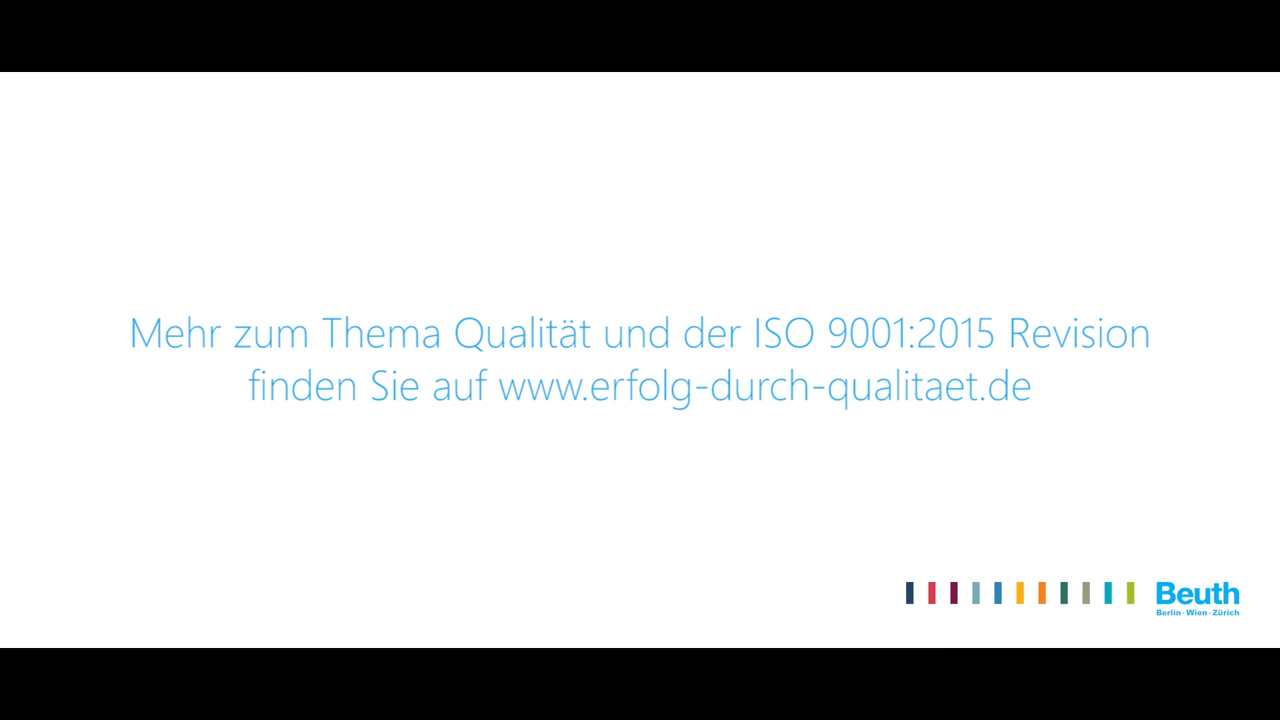 Mehr zum Thema Qualität und der ISO 9001:2015 Revision
finden Sie auf www.erfolg-durch-qualitaet.de
Beuth
Berlin · Wien · Zürich